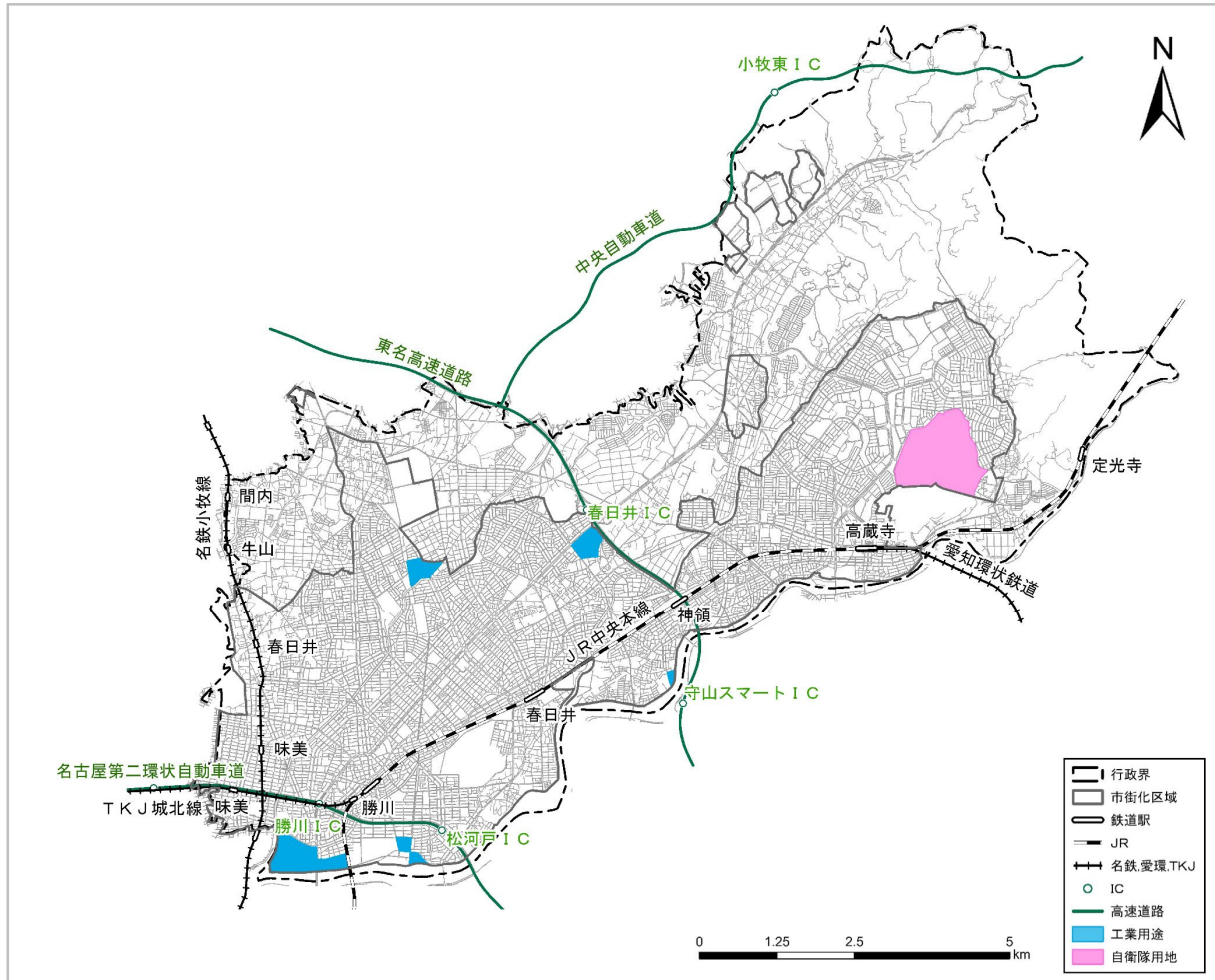 小牧東IC
N
中央自動車道
東名高速道路
名鉄小牧線
間内
牛山
春日井IC
定光寺
高蔵寺
愛知環状鉄道
JR中央本線
神領
春日井
守山スマートIC
春日井
味美
名古屋第二環状自動車道
TKJ城北線
味美
勝川
勝川IC
松河戸IC
行政界
市街化区域
鉄道駅
JR
名鉄,愛環,TKJ
IC
高速道路
工業用途
自衛隊用地
0 1.25 2.5 5
km